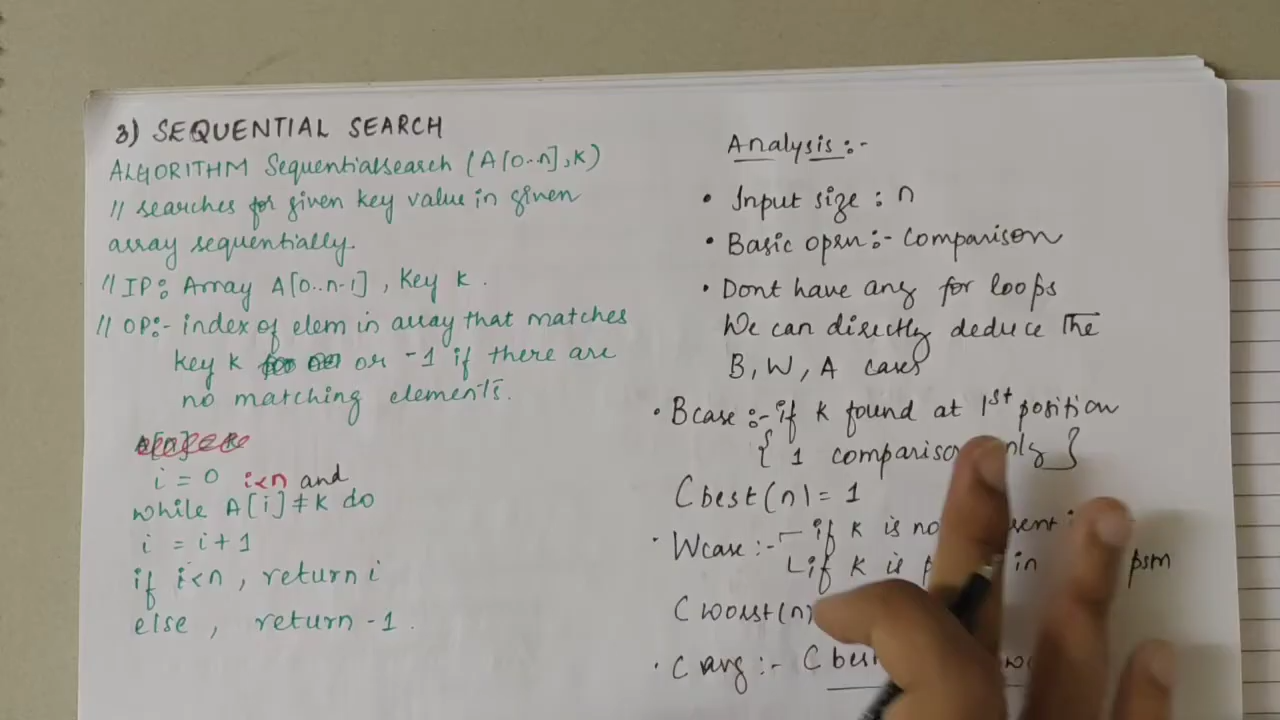 3) SEQUENTIAL SEARCH
ALGORITHM Sequentialsearch (A[0..n], K)
// searches for given key value in given
array sequentially.
// IP: Array A[0..n-1], Key K.
// OP:- index of elem in array that matches
key K or -1 if there are
no matching elements.
i = 0 i<n and
while A[i] ≠ K do
i = i+1
if i<n, return i
else, return -1.
Analysis :-
• Input size : n
• Basic opsn :- Comparison
• Dont have any for loops
We can directly deduce the
B, W, A cases
• Bcase :- if K found at 1st position
{ 1 comparison }
Cbest(n) = 1
• Wcase :- if K is
if K is in psm
Cworst(n)
• Cavg :- C